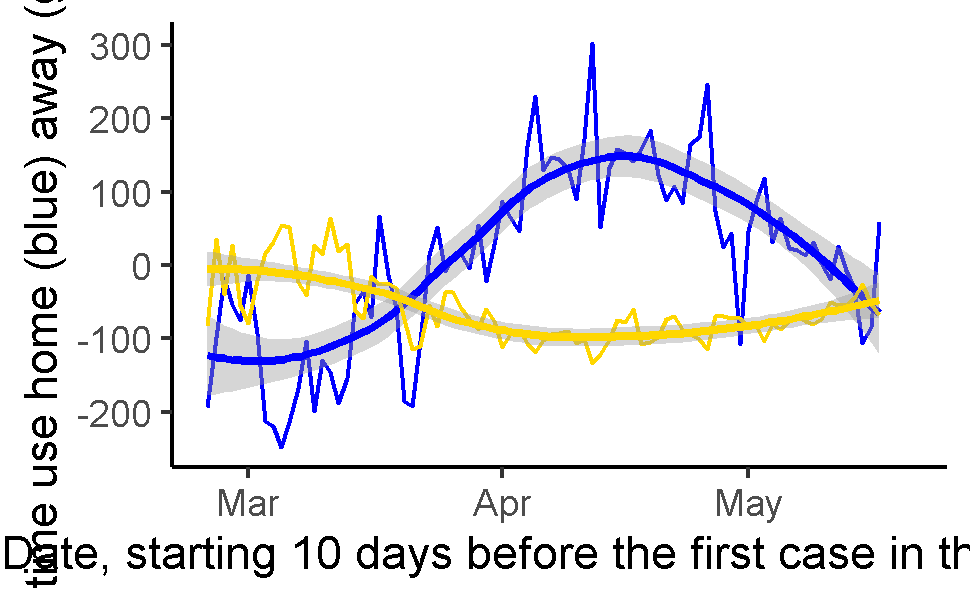 time use home (blue) away (
300
200
100
0
-100
-200
Mar Apr May
Date, starting 10 days before the first case in th